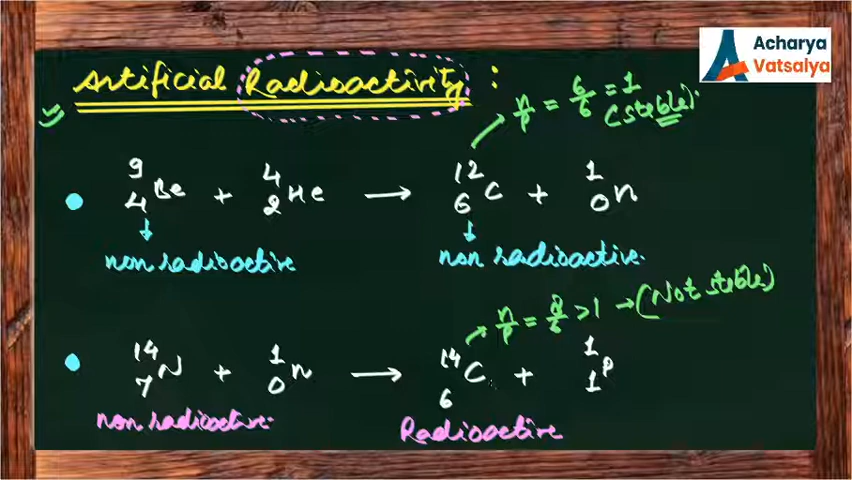 Acharya
Vatsalya
Artificial Radioactivity :
n/p = 6/6 = 1
(stable).
9 4 Be + 4 2 He → 12 6 C + 1 0 n
non radioactive
non radioactive.
n/p = 8/6 > 1 → (Not stable)
14 7 N + 1 0 n → 14 6 C + 1 1 p
non radioactive.
Radioactive